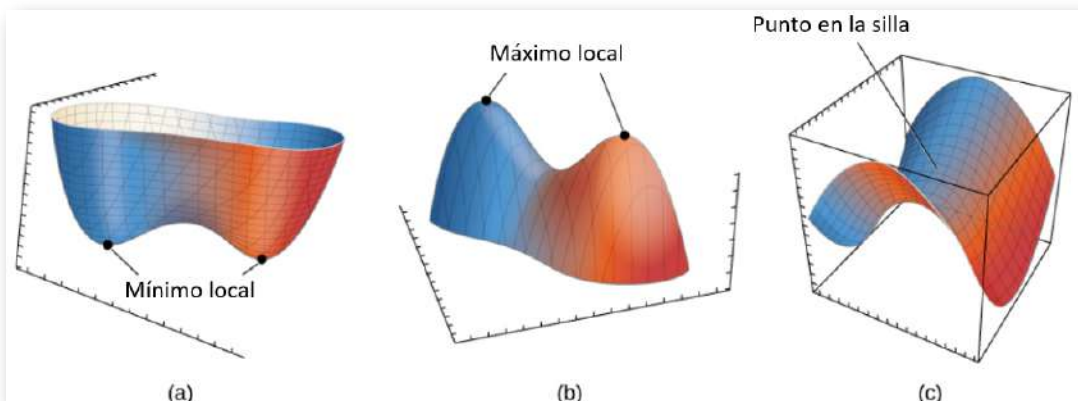 Punto en la silla
Máximo local
Mínimo local
(a)
(b)
(c)